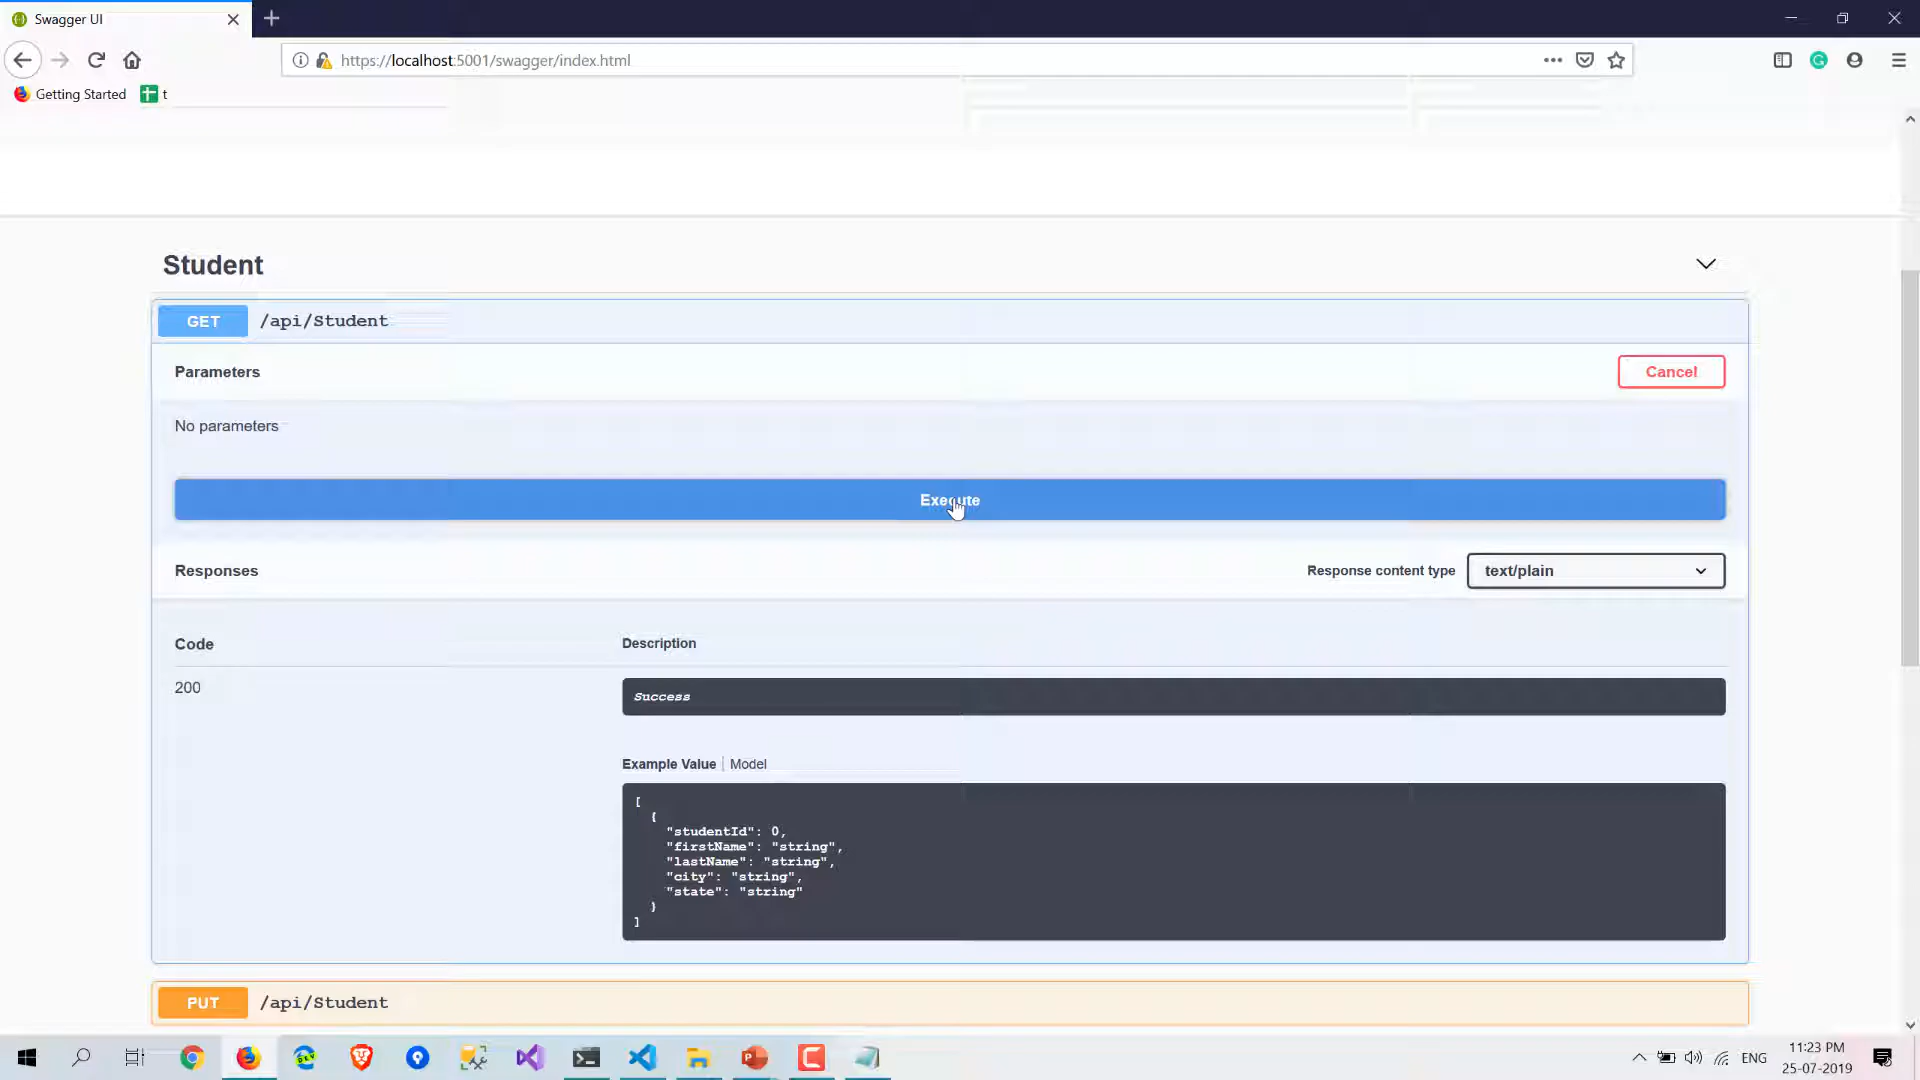 Swagger UI
https://localhost:5001/swagger/index.html
Getting Started t
Student
GET /api/Student
Parameters Cancel
No parameters
Execute
Responses Response content type text/plain
Code Description
200 Success
Example Value Model
[
{
"studentId": 0,
"firstName": "string",
"lastName": "string",
"city": "string",
"state": "string"
}
]
PUT /api/Student
ENG 11:23 PM
25-07-2019